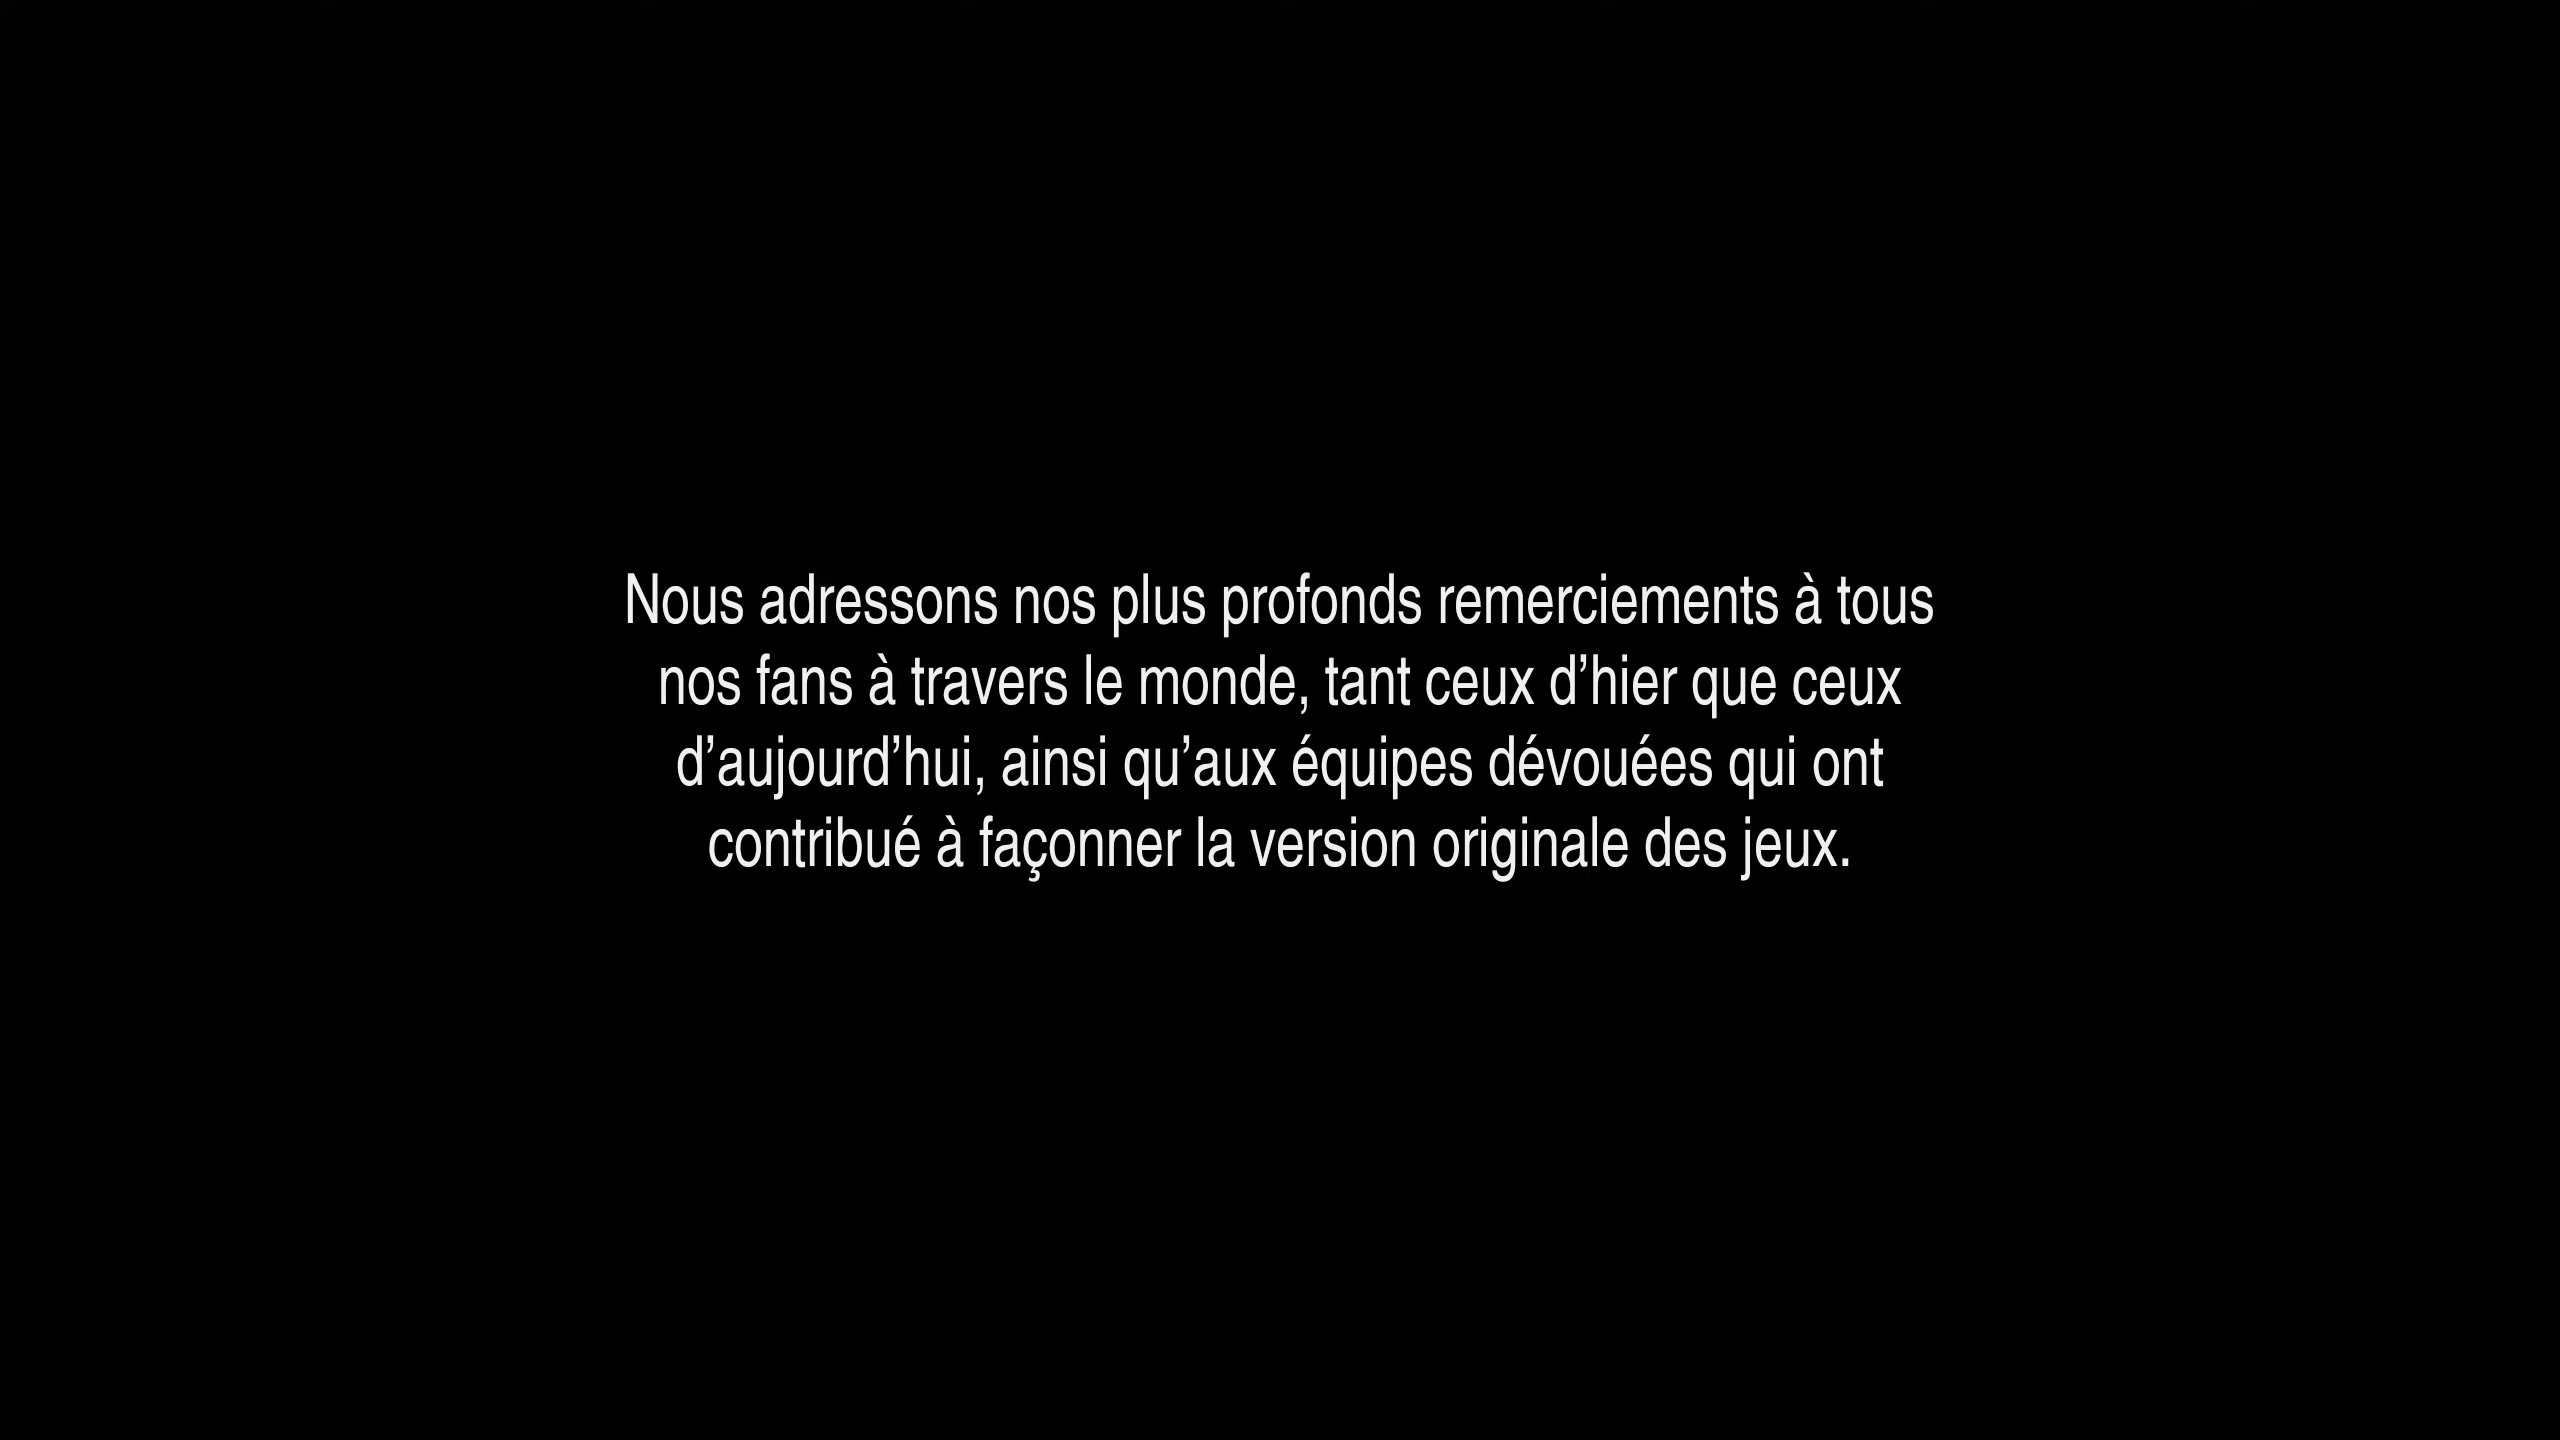 Nous adressons nos plus profonds remerciements à tous
nos fans à travers le monde, tant ceux d’hier que ceux
d’aujourd’hui, ainsi qu’aux équipes dévouées qui ont
contribué à façonner la version originale des jeux.